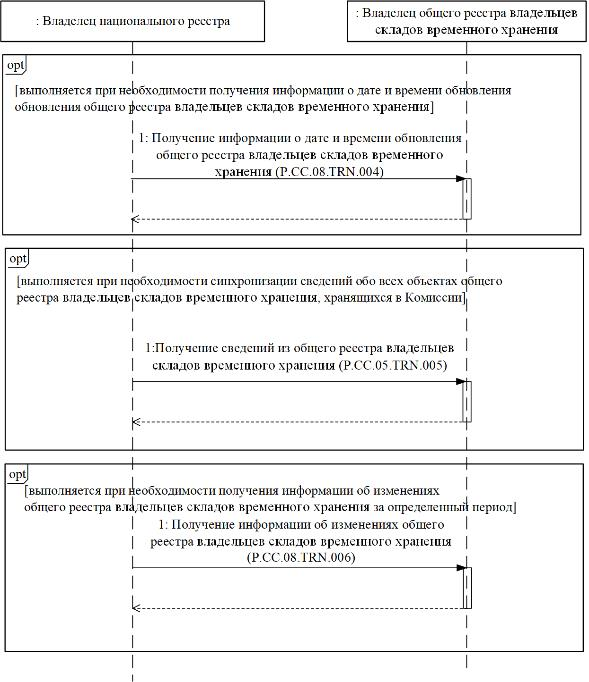 : Владелец национального реестра
: Владелец общего реестра владельцев
складов временного хранения
opt
[выполняется при необходимости получения информации о дате и времени обновления
обновления общего реестра владельцев складов временного хранения]
1: Получение информации о дате и времени обновления
общего реестра владельцев складов временного
хранения (P.CC.08.TRN.004)
opt
[выполняется при необходимости синхронизации сведений обо всех объектах общего
реестра владельцев складов временного хранения, хранящихся в Комиссии]
1:Получение сведений из общего реестра владельцев
складов временного хранения (P.CC.05.TRN.005)
opt
[выполняется при необходимости получения информации об изменениях
общего реестра владельцев складов временного хранения за определенный период]
1: Получение информации об изменениях общего
реестра владельцев складов временного хранения
(P.CC.08.TRN.006)